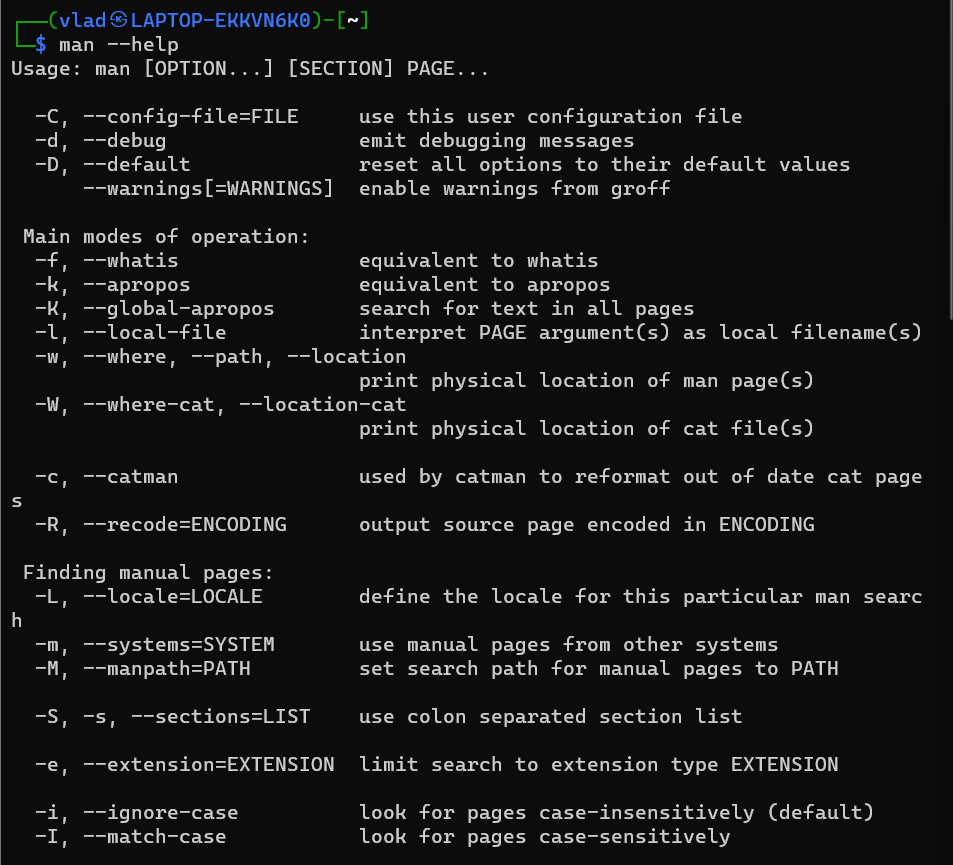 ┌──(vlad㉿LAPTOP-EKKVN6K0)-[~]
└─$ man --help
Usage: man [OPTION...] [SECTION] PAGE...

  -C, --config-file=FILE     use this user configuration file
  -d, --debug                emit debugging messages
  -D, --default              reset all options to their default values
      --warnings[=WARNINGS]  enable warnings from groff

 Main modes of operation:
  -f, --whatis               equivalent to whatis
  -k, --apropos              equivalent to apropos
  -K, --global-apropos       search for text in all pages
  -l, --local-file           interpret PAGE argument(s) as local filename(s)
  -w, --where, --path, --location
                             print physical location of man page(s)
  -W, --where-cat, --location-cat
                             print physical location of cat file(s)

  -c, --catman               used by catman to reformat out of date cat page
s
  -R, --recode=ENCODING      output source page encoded in ENCODING

 Finding manual pages:
  -L, --locale=LOCALE        define the locale for this particular man searc
h
  -m, --systems=SYSTEM       use manual pages from other systems
  -M, --manpath=PATH         set search path for manual pages to PATH

  -S, -s, --sections=LIST    use colon separated section list

  -e, --extension=EXTENSION  limit search to extension type EXTENSION

  -i, --ignore-case          look for pages case-insensitively (default)
  -I, --match-case           look for pages case-sensitively